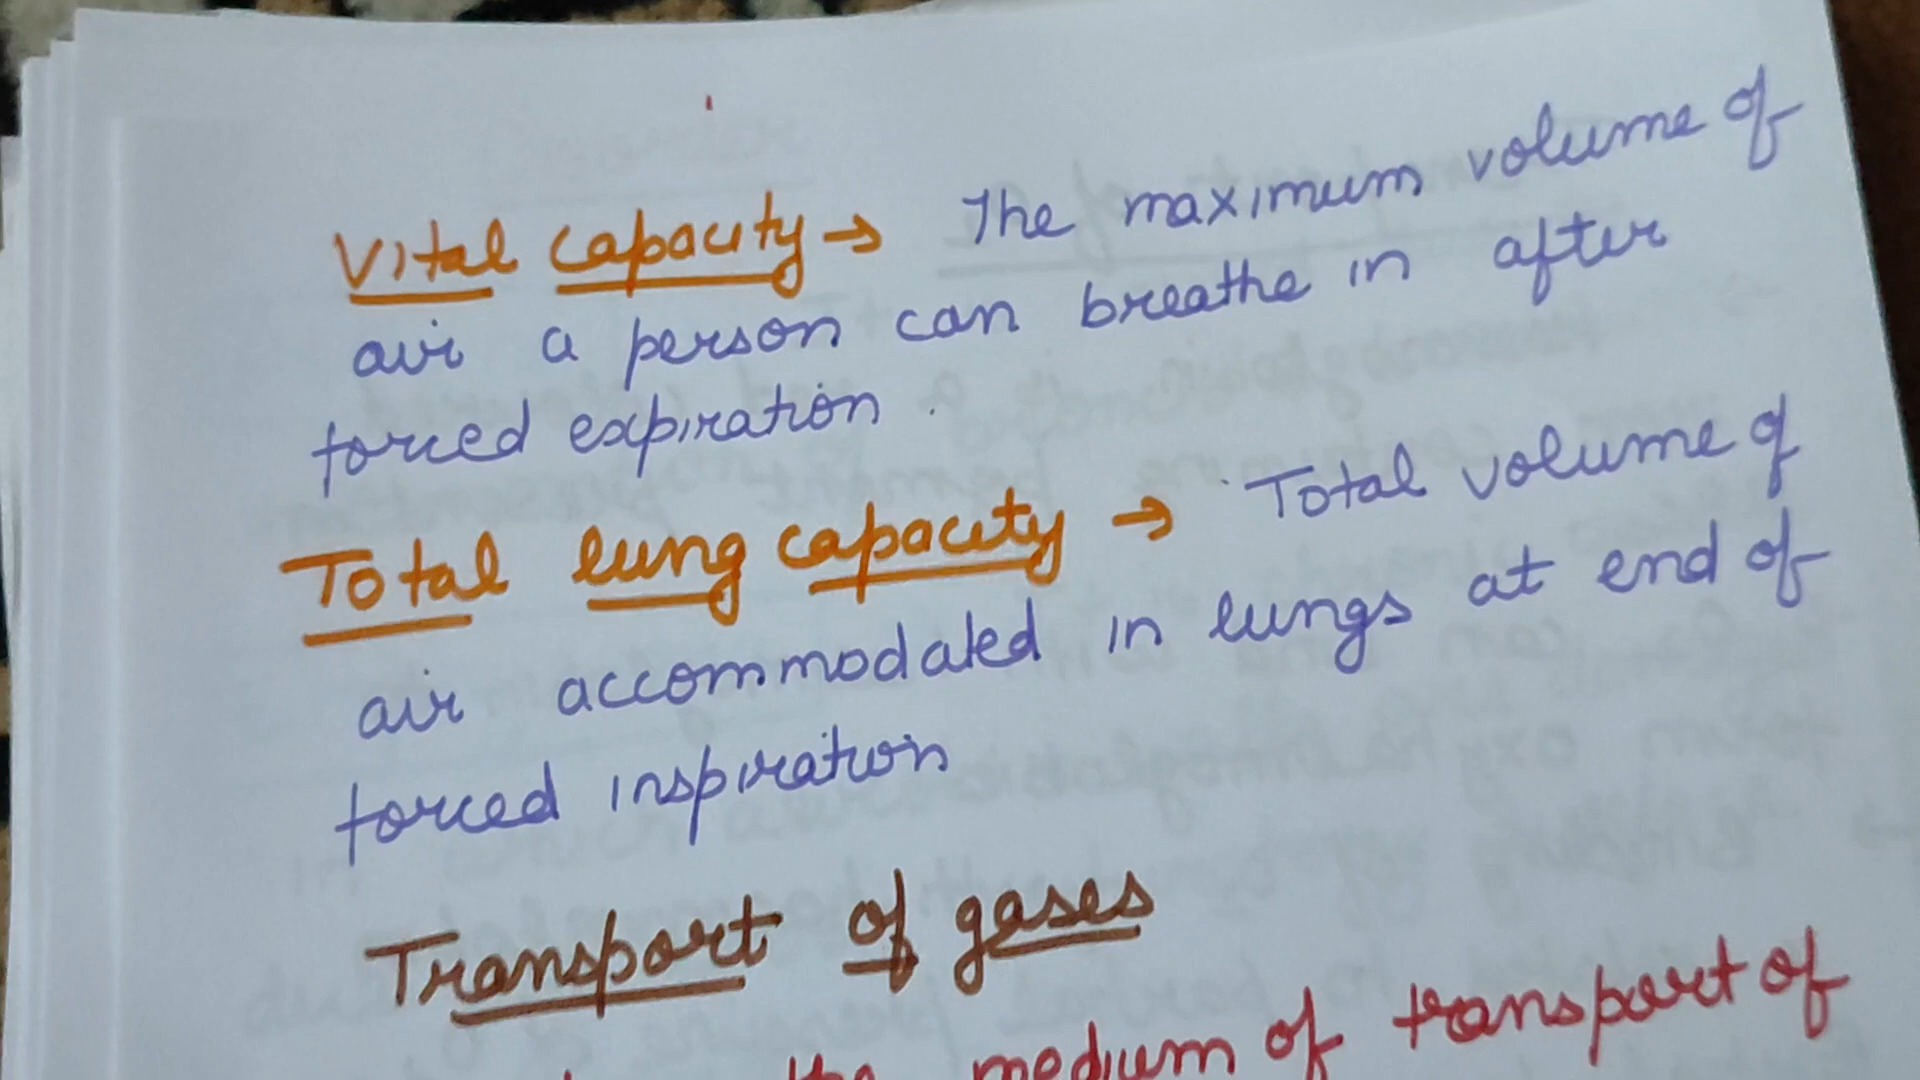 Vital capacity → The maximum volume of
air a person can breathe in after
forced expiration.
Total lung capacity → Total volume of
air accommodated in lungs at end of
forced inspiration
Transport of gases
the medium of transport of